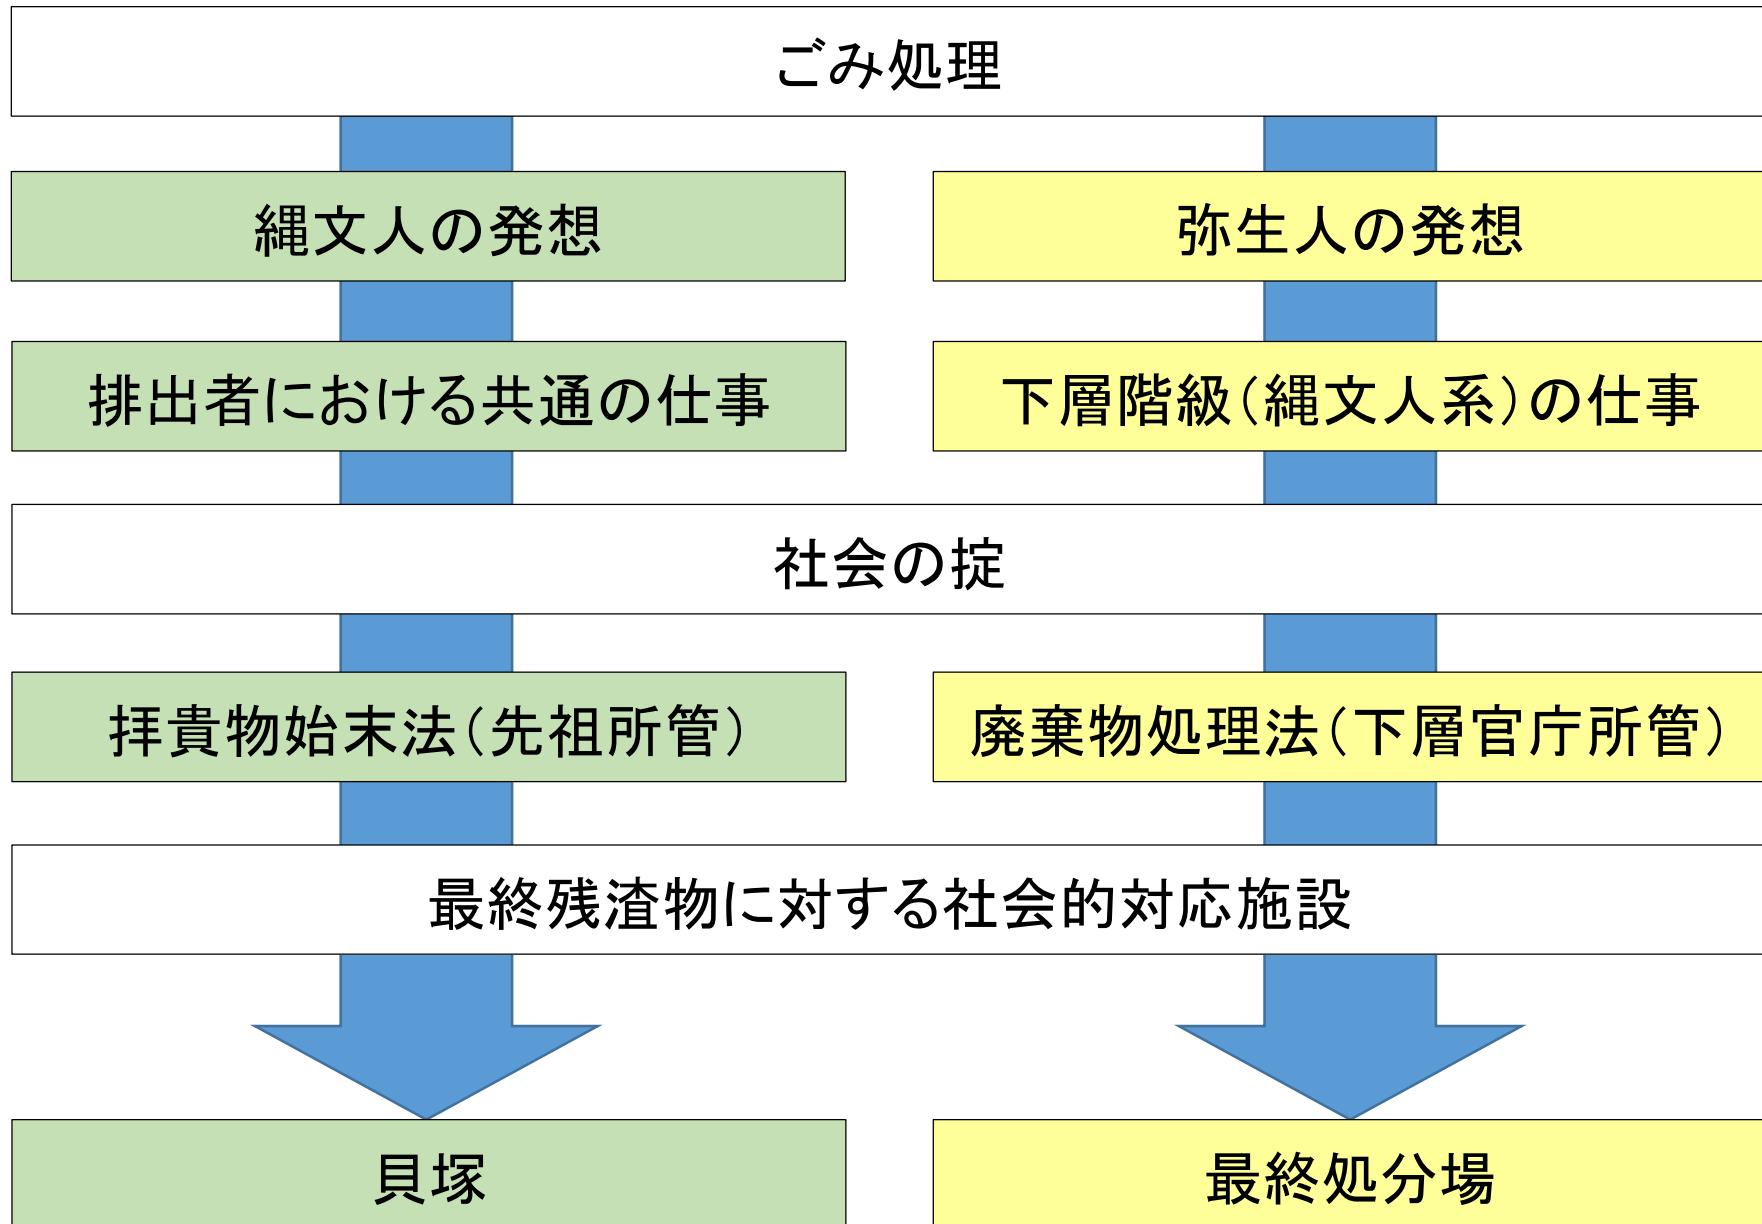 ごみ処理
縄文人の発想
弥生人の発想
排出者における共通の仕事
下層階級(縄文人系)の仕事
社会の掟
拝貴物始末法(先祖所管)
廃棄物処理法(下層官庁所管)
最終残渣物に対する社会的対応施設
貝塚
最終処分場